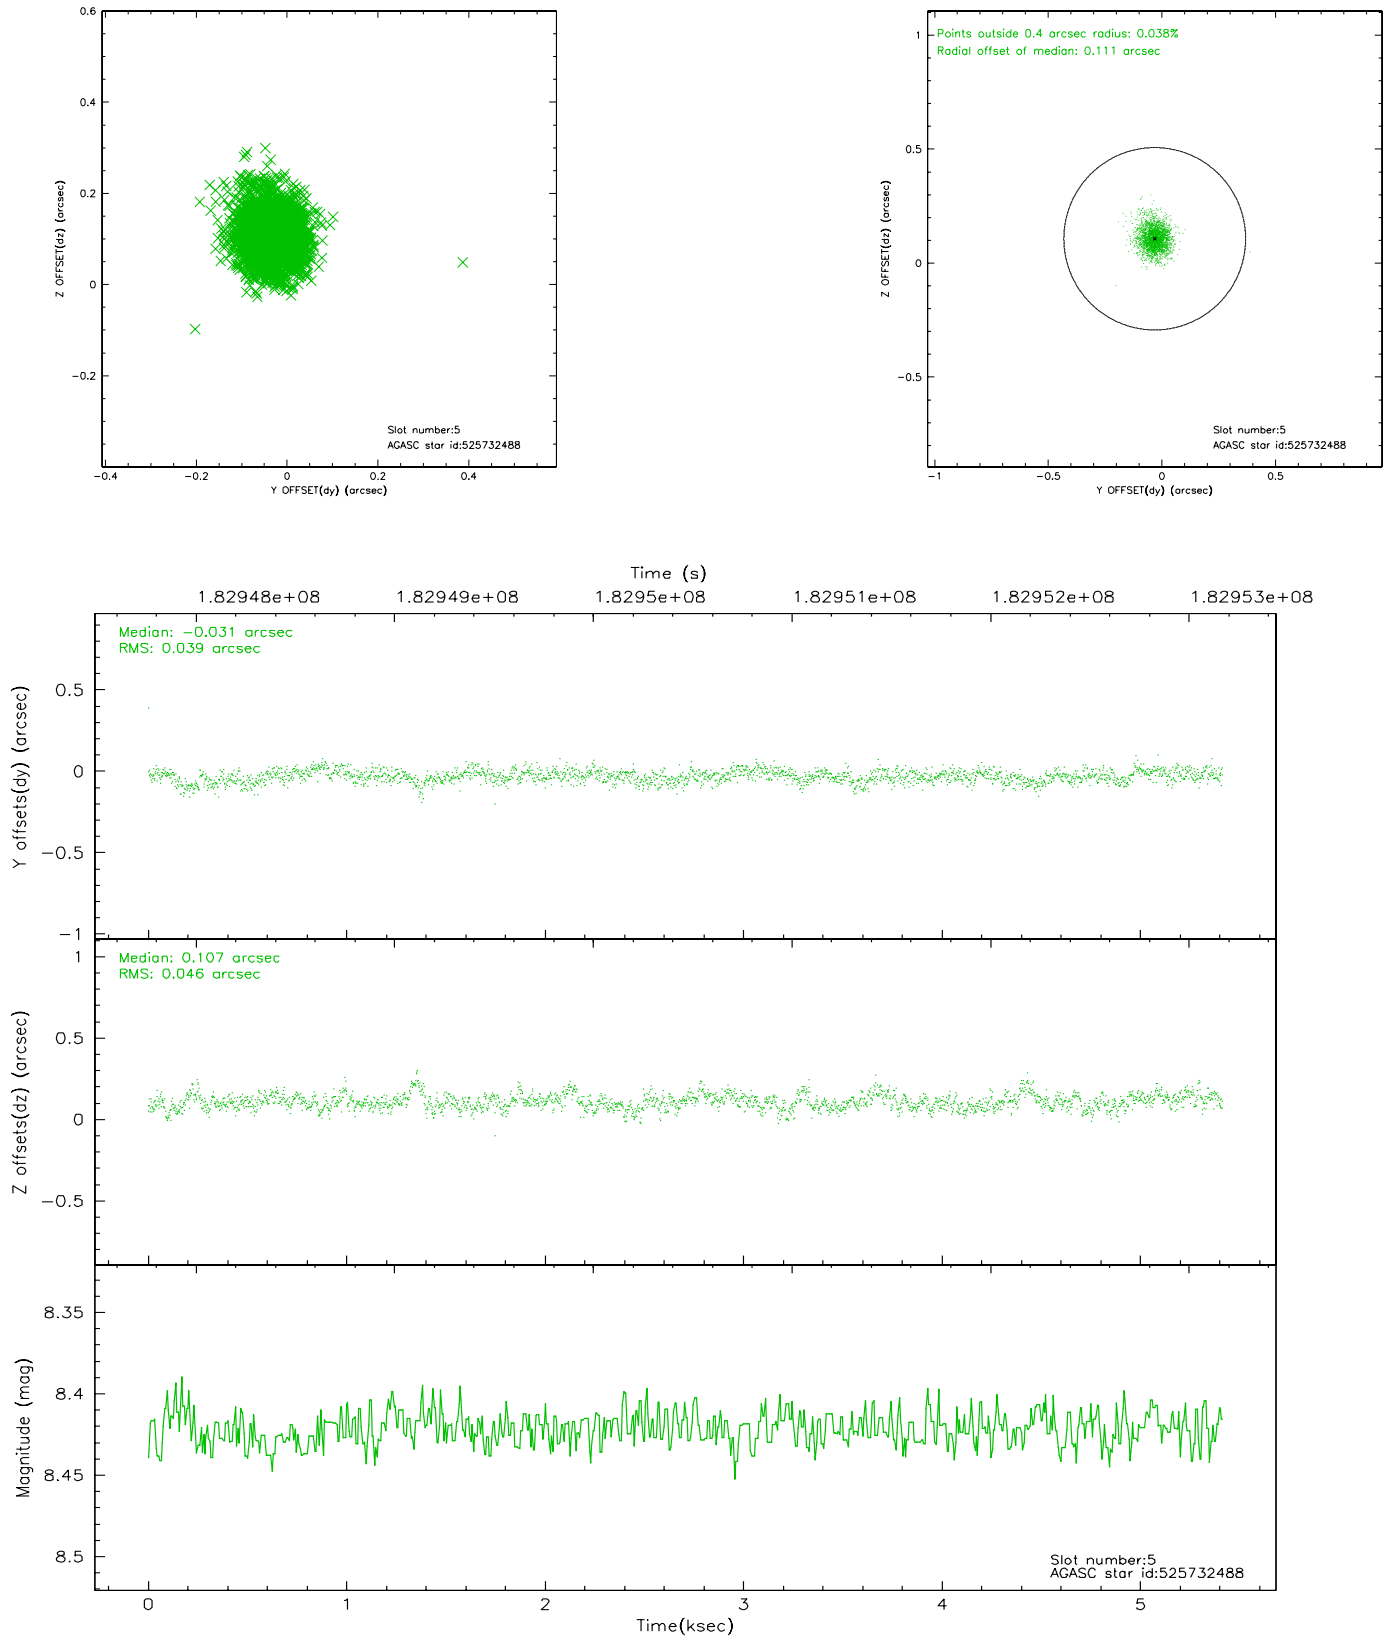 0.6
0.4
0.2
0
−0.2
Z OFFSET(dz) (arcsec)
Slot number:5
AGASC star id:525732488
−0.4 −0.2 0 0.2 0.4
Y OFFSET(dy) (arcsec)
Points outside 0.4 arcsec radius: 0.038%
Radial offset of median: 0.111 arcsec
1
0.5
0
−0.5
Z OFFSET(dz) (arcsec)
Slot number:5
AGASC star id:525732488
−1 −0.5 0 0.5
Y OFFSET(dy) (arcsec)
Time (s)
1.82948e+08 1.82949e+08 1.8295e+08 1.82951e+08 1.82952e+08 1.82953e+08
Median: −0.031 arcsec
RMS: 0.039 arcsec
0.5
0
−0.5
−1
Y offsets(dy) (arcsec)
Median: 0.107 arcsec
RMS: 0.046 arcsec
1
0.5
0
−0.5
Z offsets(dz) (arcsec)
8.35
8.4
8.45
8.5
Magnitude (mag)
Slot number:5
AGASC star id:525732488
0 1 2 3 4 5
Time(ksec)